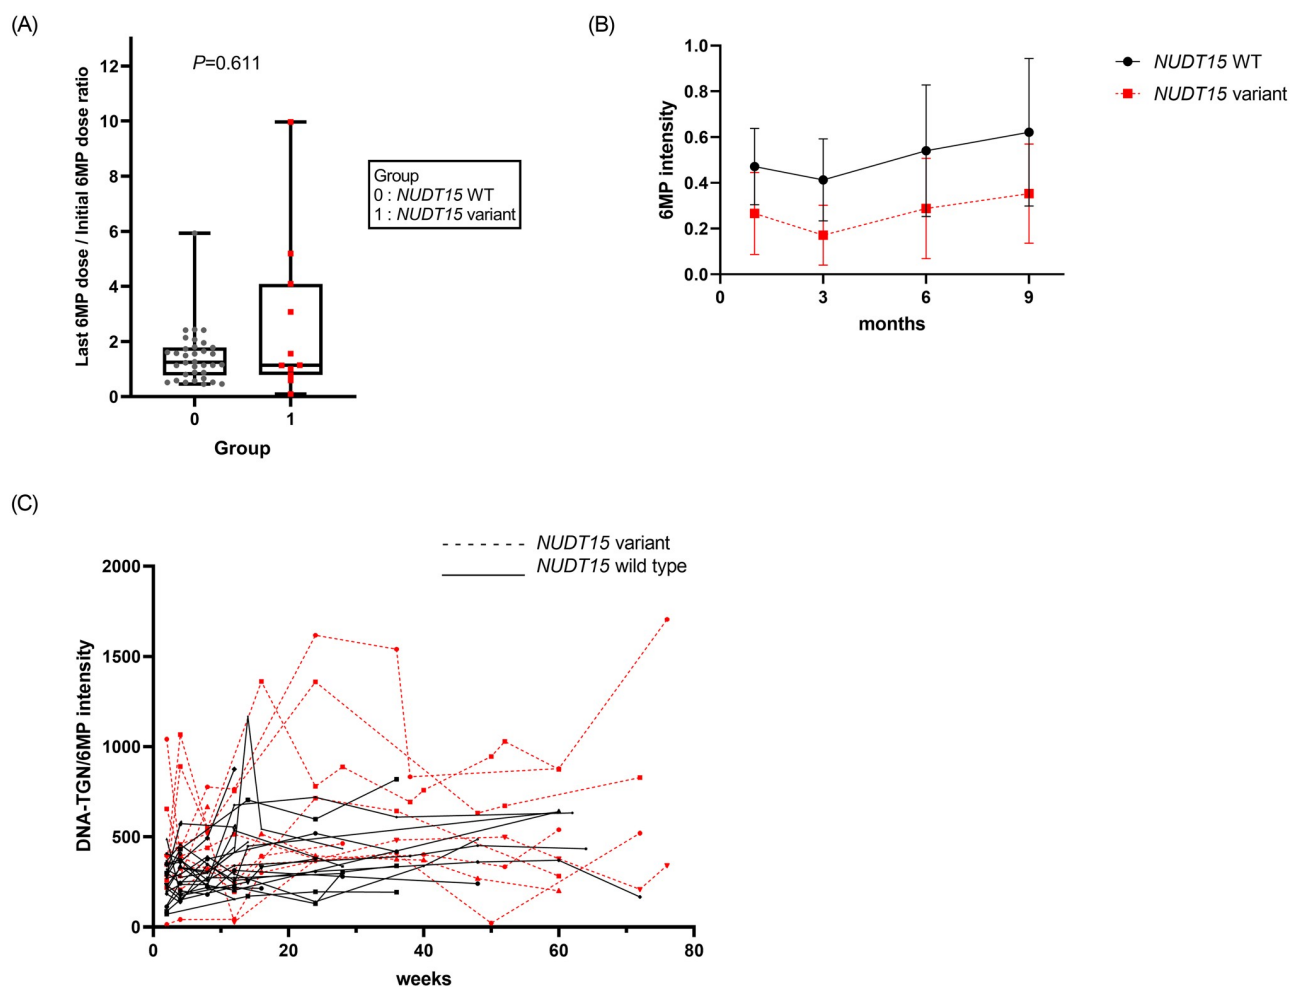 (A)
P=0.611
Last 6MP dose / Initial 6MP dose ratio
12
10
8
6
4
2
0
0
1
Group
Group
0 : NUDT15 WT
1 : NUDT15 variant
(B)
6MP intensity
1.0
0.8
0.6
0.4
0.2
0.0
0
3
6
9
months
NUDT15 WT
NUDT15 variant
(C)
NUDT15 variant
NUDT15 wild type
DNA-TGN/6MP intensity
2000
1500
1000
500
0
0
20
40
60
80
weeks